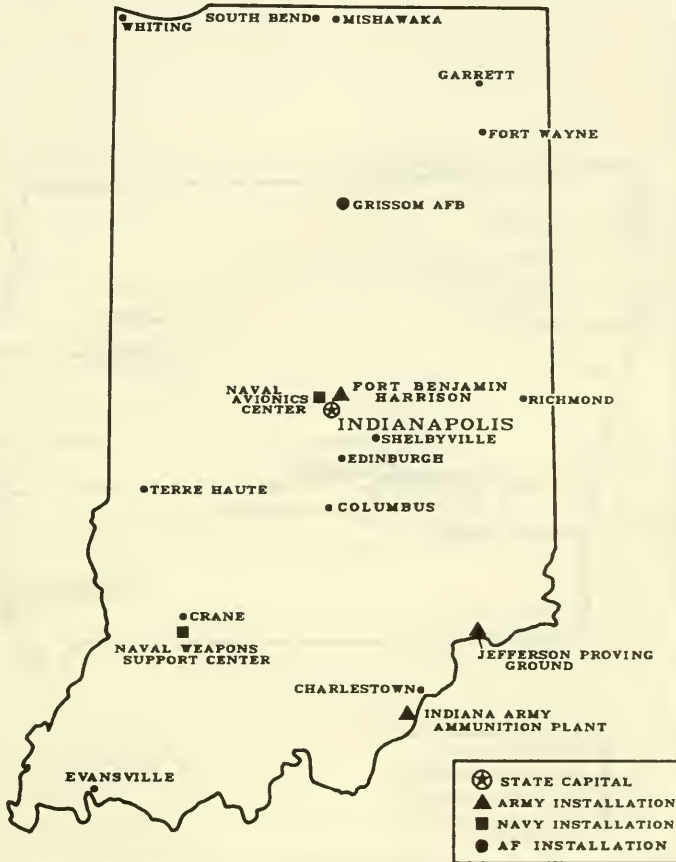 WHITING
SOUTH BEND
MISHAWAKA
GARRETT
FORT WAYNE
GRISSOM AFB
NAVAL
AVIONICS
CENTER
FORT BENJAMIN
HARRISON
RICHMOND
INDIANAPOLIS
SHELBYVILLE
EDINBURGH
TERRE HAUTE
COLUMBUS
CRANE
NAVAL WEAPONS
SUPPORT CENTER
JEFFERSON PROVING
GROUND
CHARLESTOWN
INDIANA ARMY
AMMUNITION PLANT
EVANSVILLE
STATE CAPITAL
ARMY INSTALLATION
NAVY INSTALLATION
AF INSTALLATION